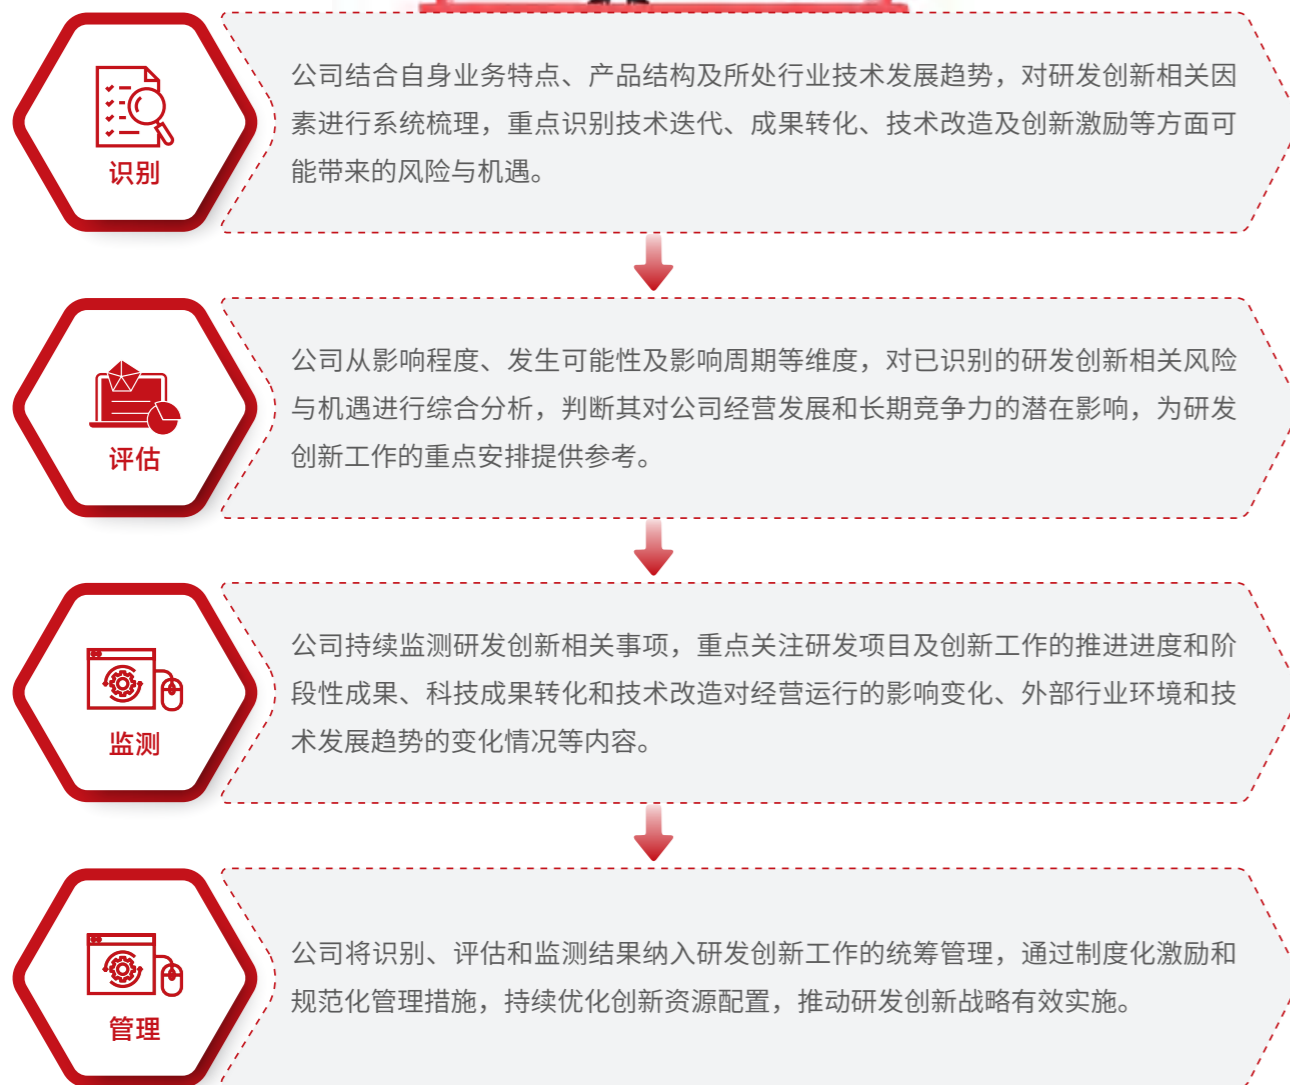 公司结合自身业务特点、产品结构及所处行业技术发展趋势，对研发创新相关因
素进行系统梳理，重点识别技术迭代、成果转化、技术改造及创新激励等方面可
能带来的风险与机遇。
识别
公司从影响程度、发生可能性及影响周期等维度，对已识别的研发创新相关风险
与机遇进行综合分析，判断其对公司经营发展和长期竞争力的潜在影响，为研发
创新工作的重点安排提供参考。
评估
公司持续监测研发创新相关事项，重点关注研发项目及创新工作的推进进度和阶
段性成果、科技成果转化和技术改造对经营运行的影响变化、外部行业环境和技
术发展趋势的变化情况等内容。
监测
公司将识别、评估和监测结果纳入研发创新工作的统筹管理，通过制度化激励和
规范化管理措施，持续优化创新资源配置，推动研发创新战略有效实施。
管理